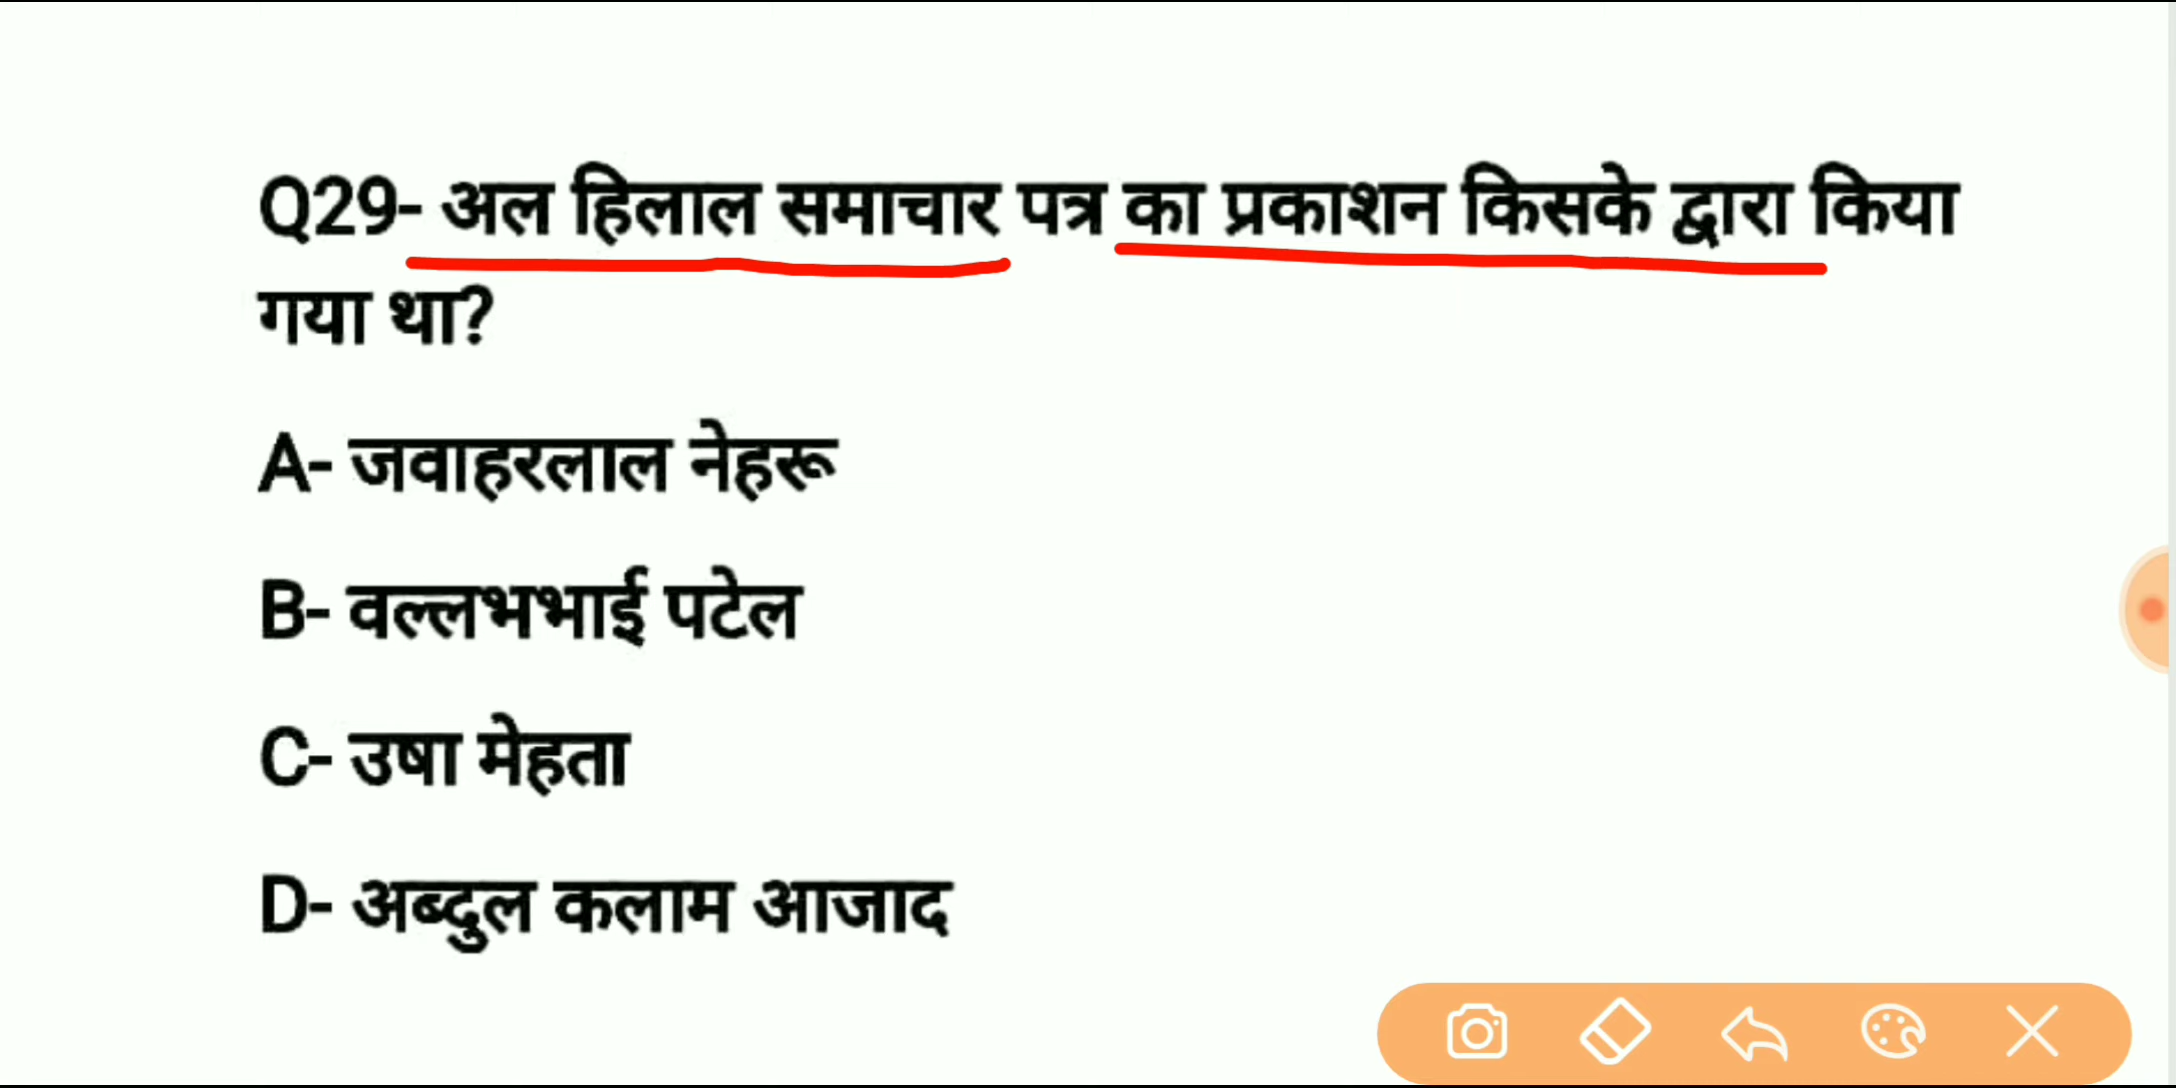 Q29- अल हिलाल समाचार पत्र का प्रकाशन किसके द्वारा किया
गया था?
A- जवाहरलाल नेहरू
B- वल्लभभाई पटेल
C- उषा मेहता
D- अब्दुल कलाम आजाद